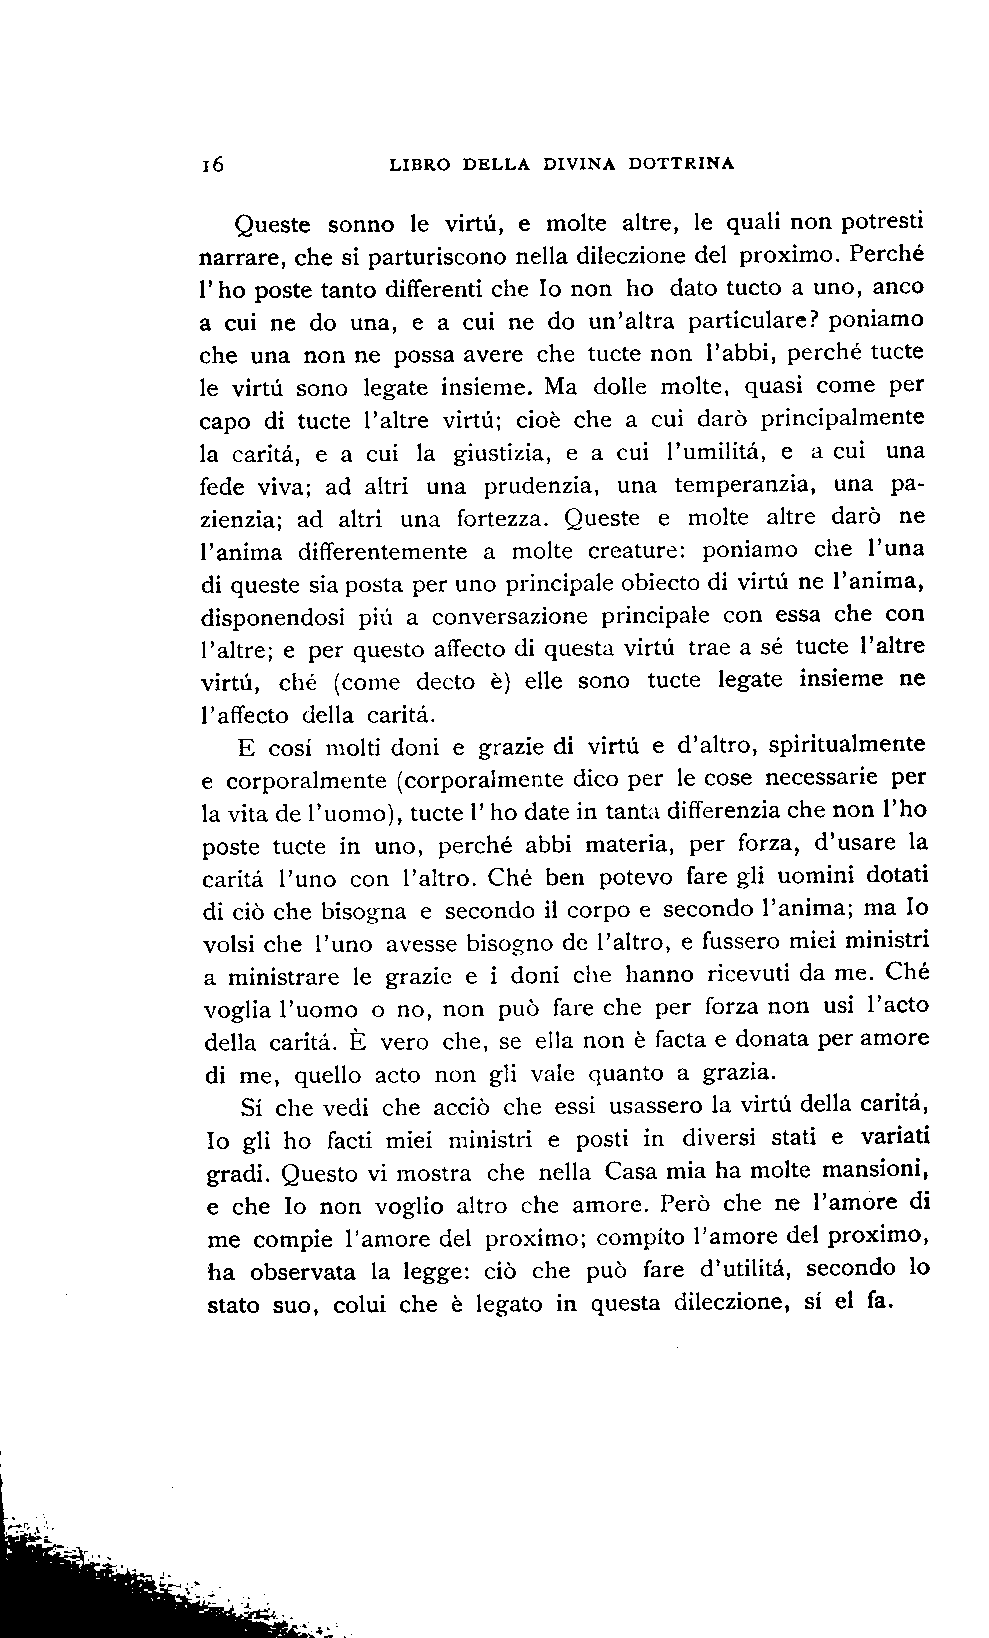 16 LIBRO DELLA DIVINA DOTTRINA
Queste sonno le virtú, e molte altre, le quali non potresti
narrare, che si parturiscono nella dileczione del proximo. Perché
l'ho poste tanto differenti che Io non ho dato tucto a uno, anco
a cui ne do una, e a cui ne do un'altra particulare? poniamo
che una non ne possa avere che tucte non l'abbi, perché tucte
le virtú sono legate insieme. Ma dolle molte, quasi come per
capo di tucte l'altre virtú; cioè che a cui darò principalmente
la caritá, e a cui la giustizia, e a cui l'umilitá, e a cui una
fede viva; ad altri una prudenzia, una temperanzia, una pa-
zienzia; ad altri una fortezza. Queste e molte altre darò ne
l'anima differentemente a molte creature: poniamo che l'una
di queste sia posta per uno principale obiecto di virtú ne l'anima,
disponendosi piú a conversazione principale con essa che con
l'altre; e per questo affecto di questa virtú trae a sé tucte l'altre
virtú, ché (come decto è) elle sono tucte legate insieme ne
l'affecto della caritá.
E cosí molti doni e grazie di virtú e d'altro, spiritualmente
e corporalmente (corporalmente dico per le cose necessarie per
la vita de l'uomo), tucte l'ho date in tanta differenzia che non l'ho
poste tucte in uno, perché abbi materia, per forza, d'usare la
caritá l'uno con l'altro. Ché ben potevo fare gli uomini dotati
di ciò che bisogna e secondo il corpo e secondo l'anima; ma Io
volsi che l'uno avesse bisogno de l'altro, e fussero miei ministri
a ministrare le grazie e i doni che hanno ricevuti da me. Ché
voglia l'uomo o no, non può fare che per forza non usi l'acto
della caritá. È vero che, se ella non è facta e donata per amore
di me, quello acto non gli vale quanto a grazia.
Sí che vedi che acciò che essi usassero la virtú della caritá,
Io gli ho facti miei ministri e posti in diversi stati e variati
gradi. Questo vi mostra che nella Casa mia ha molte mansioni,
e che Io non voglio altro che amore. Però che ne l'amore di
me compie l'amore del proximo; compíto l'amore del proximo,
ha observata la legge: ciò che può fare d'utilitá, secondo lo
stato suo, colui che è legato in questa dileczione, sí el fa.